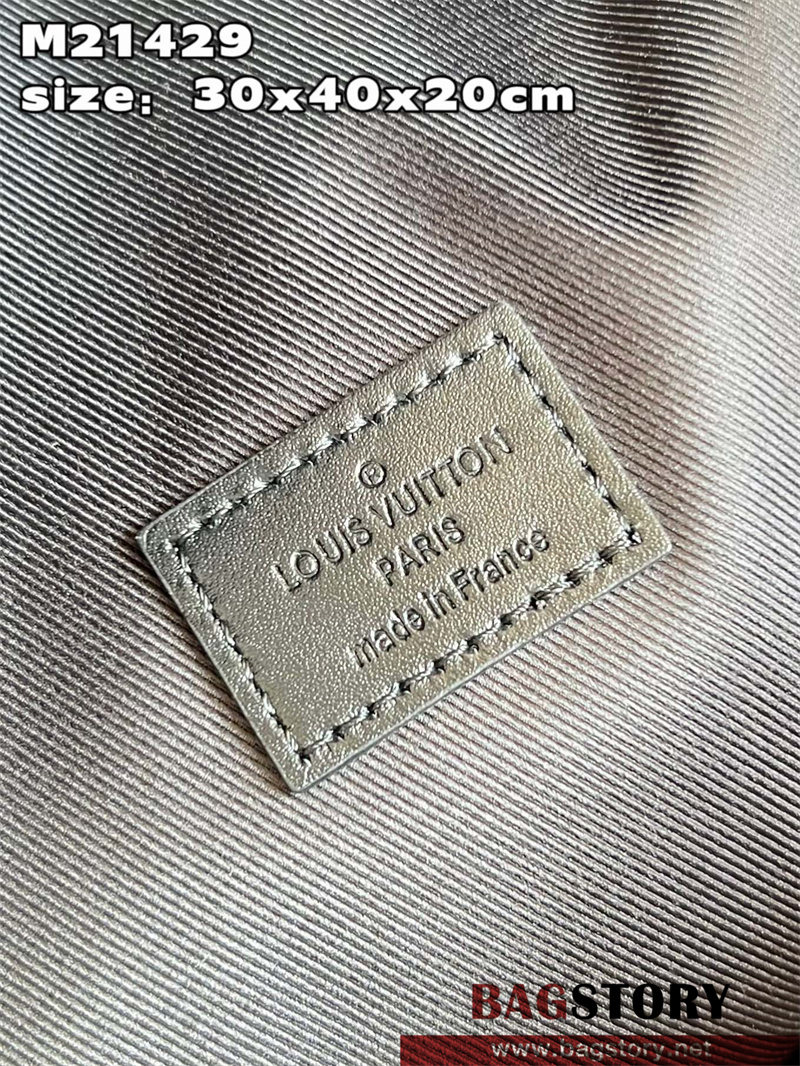 M21429
size： 30x40x20cm
®
LOUIS VUITTON
PARIS
made in France
BAGSTORY
www.bagstory.net